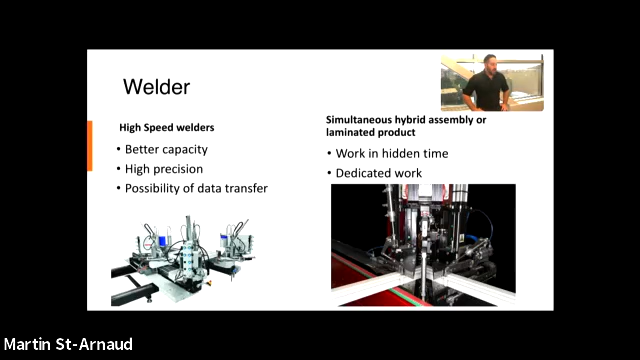 Welder
High Speed welders
• Better capacity
• High precision
• Possibility of data transfer
Simultaneous hybrid assembly or
laminated product
• Work in hidden time
• Dedicated work
Martin St-Arnaud